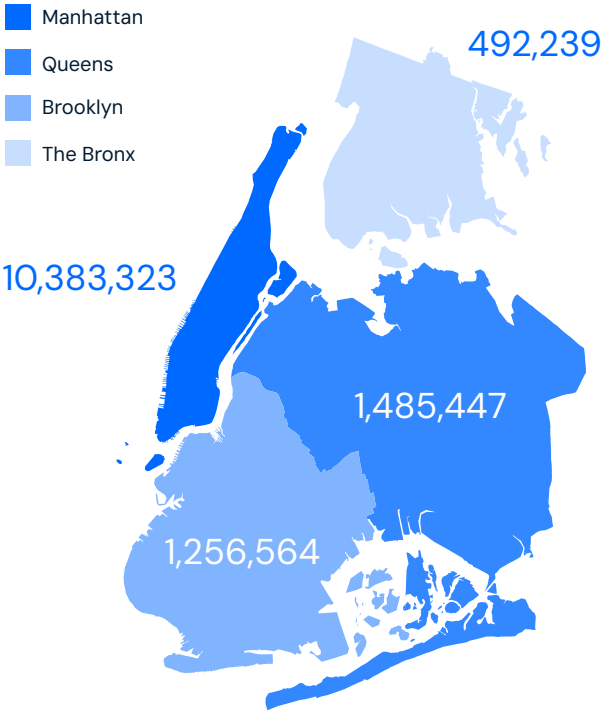 Manhattan
Queens
Brooklyn
The Bronx
492,239
10,383,323
1,485,447
1,256,564